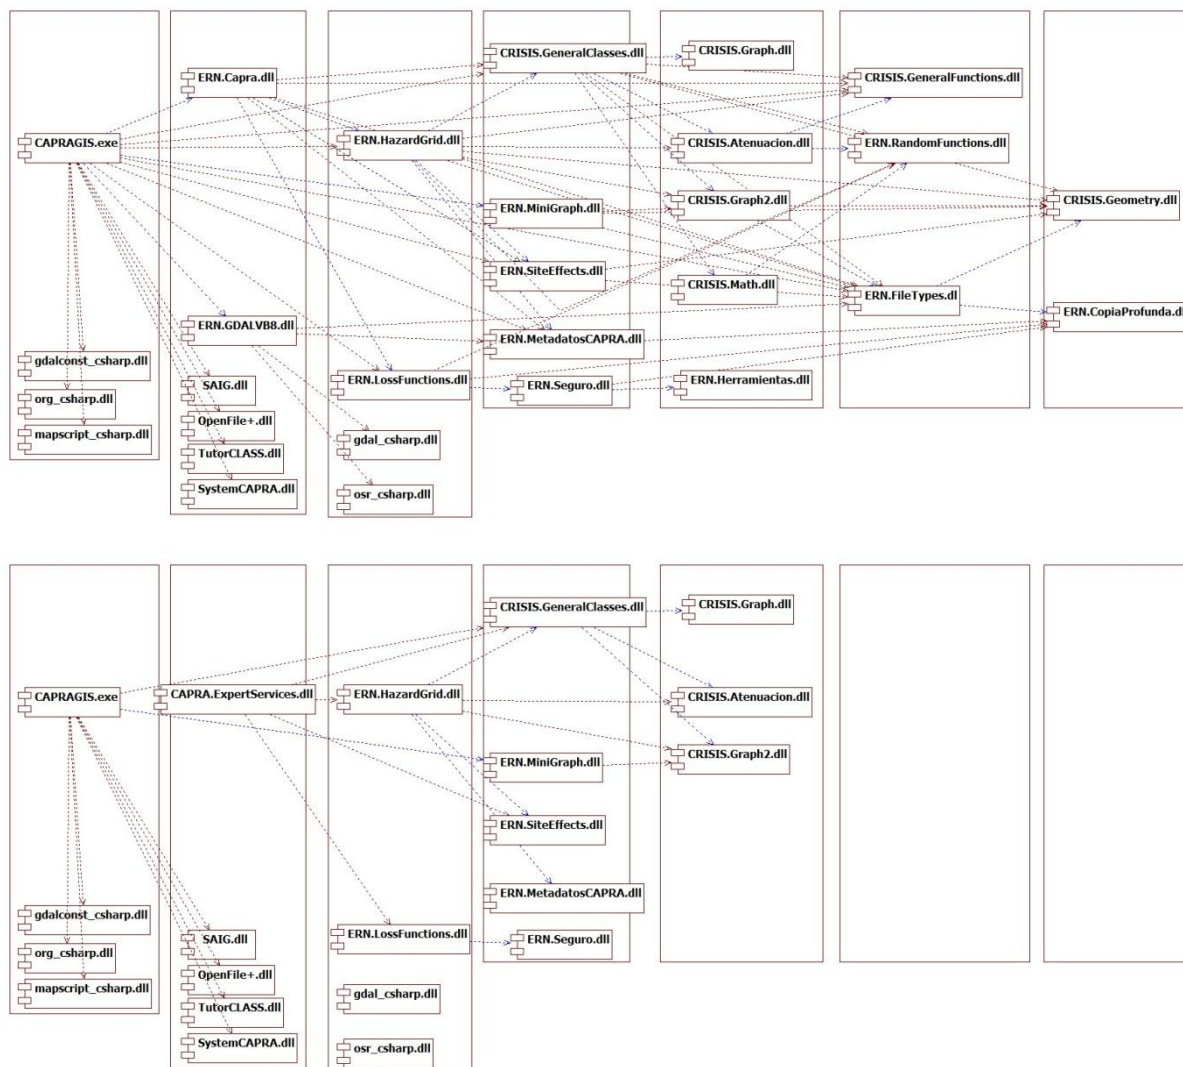 CRISIS.GeneralClasses.dll
CRISIS.Graph.dll
ERN.Capra.dll
CRISIS.GeneralFunctions.dll
CAPRAGIS.exe
ERN.HazardGrid.dll
CRISIS.Atenuacion.dll
ERN.RandomFunctions.dll
ERN.MiniGraph.dll
CRISIS.Graph2.dll
CRISIS.Geometry.dll
ERN.SiteEffects.dll
CRISIS.Math.dll
ERN.FileTypes.dl
ERN.CopiaProfunda.dl
ERN.GDALVB8.dll
ERN.MetadatosCAPRA.dll
gdalconst_csharp.dll
SAIG.dll
ERN.LossFunctions.dll
ERN.Seguro.dll
ERN.Herramientas.dll
org_csharp.dll
OpenFile+.dll
mapscript_csharp.dll
TutorCLASS.dll
gdal_csharp.dll
SystemCAPRA.dll
osr_csharp.dll
CRISIS.GeneralClasses.dll
CRISIS.Graph.dll
CAPRAGIS.exe
CAPRA.ExpertServices.dll
ERN.HazardGrid.dll
CRISIS.Atenuacion.dll
ERN.MiniGraph.dll
CRISIS.Graph2.dll
ERN.SiteEffects.dll
ERN.MetadatosCAPRA.dll
gdalconst_csharp.dll
SAIG.dll
ERN.LossFunctions.dll
ERN.Seguro.dll
org_csharp.dll
OpenFile+.dll
mapscript_csharp.dll
TutorCLASS.dll
gdal_csharp.dll
SystemCAPRA.dll
osr_csharp.dll